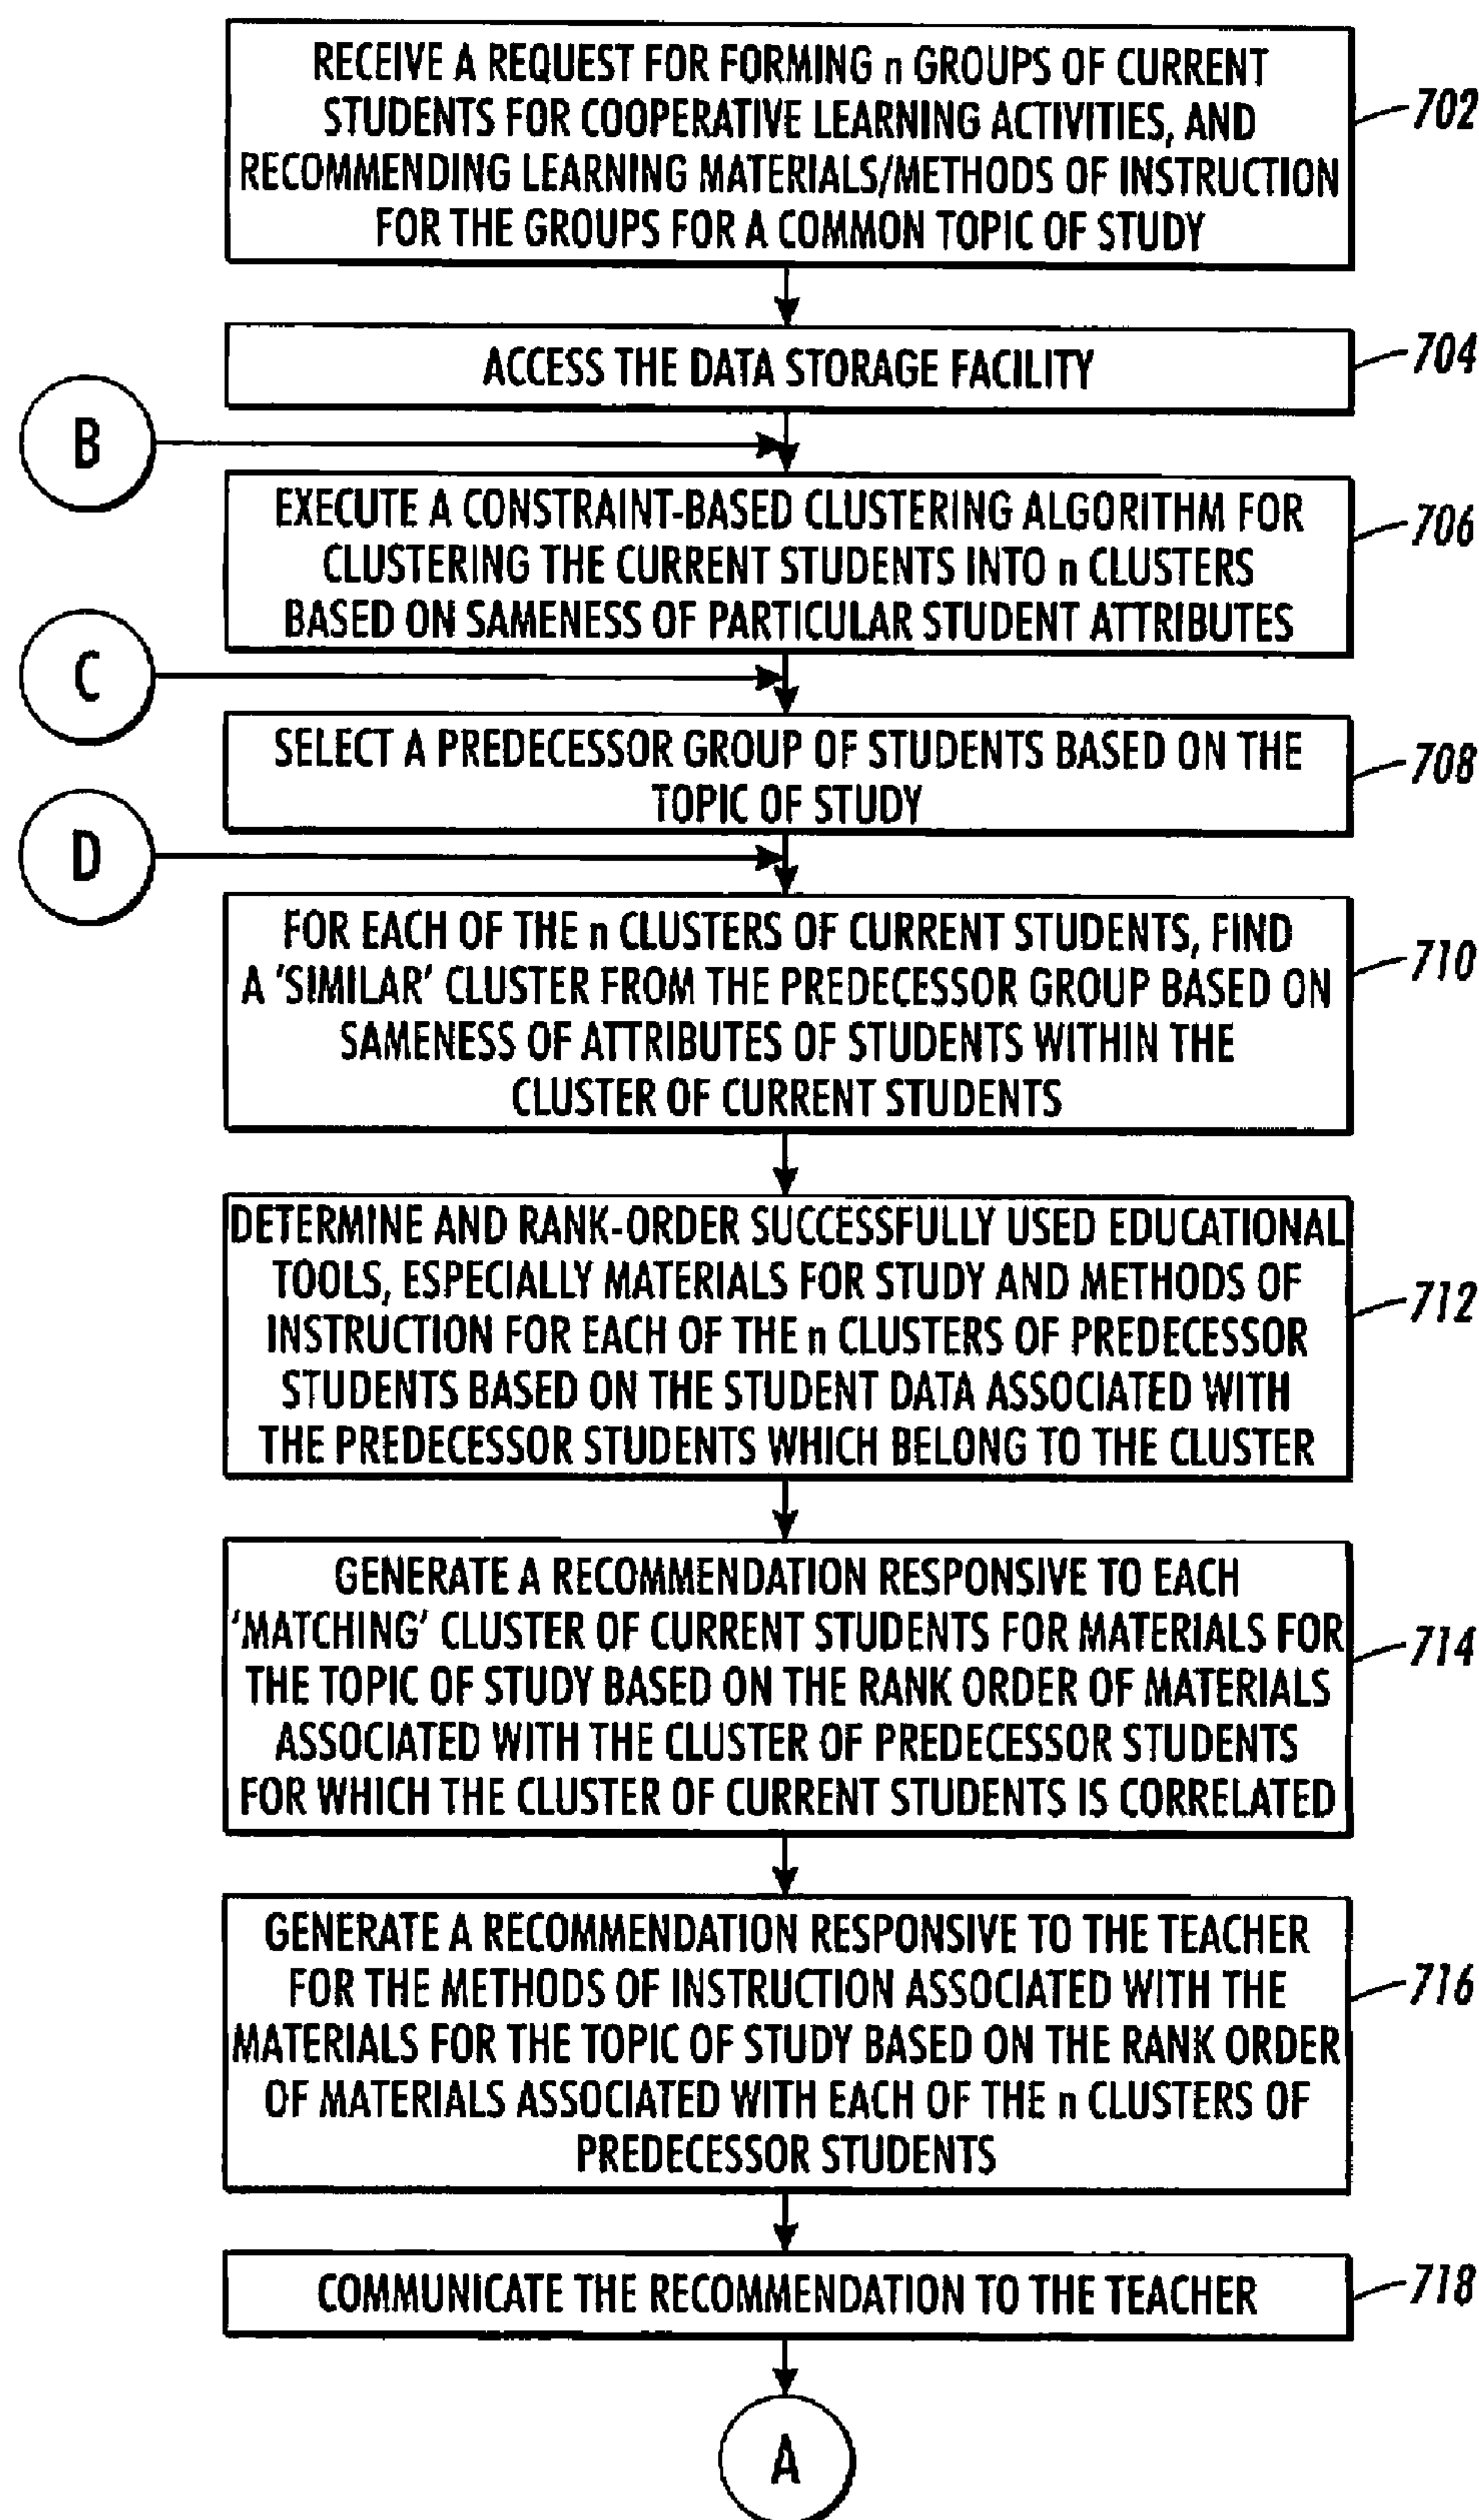 RECEIVE A REQUEST FOR FORMING n GROUPS OF CURRENT
STUDENTS FOR COOPERATIVE LEARNING ACTIVITIES, AND
RECOMMENDING LEARNING MATERIALS/METHODS OF INSTRUCTION
FOR THE GROUPS FOR A COMMON TOPIC OF STUDY
702
ACCESS THE DATA STORAGE FACILITY
704
B
EXECUTE A CONSTRAINT-BASED CLUSTERING ALGORITHM FOR
CLUSTERING THE CURRENT STUDENTS INTO n CLUSTERS
BASED ON SAMENESS OF PARTICULAR STUDENT ATTRIBUTES
706
C
SELECT A PREDECESSOR GROUP OF STUDENTS BASED ON THE
TOPIC OF STUDY
708
D
FOR EACH OF THE n CLUSTERS OF CURRENT STUDENTS, FIND
A 'SIMILAR' CLUSTER FROM THE PREDECESSOR GROUP BASED ON
SAMENESS OF ATTRIBUTES OF STUDENTS WITHIN THE
CLUSTER OF CURRENT STUDENTS
710
DETERMINE AND RANK-ORDER SUCCESSFULLY USED EDUCATIONAL
TOOLS, ESPECIALLY MATERIALS FOR STUDY AND METHODS OF
INSTRUCTION FOR EACH OF THE n CLUSTERS OF PREDECESSOR
STUDENTS BASED ON THE STUDENT DATA ASSOCIATED WITH
THE PREDECESSOR STUDENTS WHICH BELONG TO THE CLUSTER
712
GENERATE A RECOMMENDATION RESPONSIVE TO EACH
'MATCHING' CLUSTER OF CURRENT STUDENTS FOR MATERIALS FOR
THE TOPIC OF STUDY BASED ON THE RANK ORDER OF MATERIALS
ASSOCIATED WITH THE CLUSTER OF PREDECESSOR STUDENTS
FOR WHICH THE CLUSTER OF CURRENT STUDENTS IS CORRELATED
714
GENERATE A RECOMMENDATION RESPONSIVE TO THE TEACHER
FOR THE METHODS OF INSTRUCTION ASSOCIATED WITH THE
MATERIALS FOR THE TOPIC OF STUDY BASED ON THE RANK ORDER
OF MATERIALS ASSOCIATED WITH EACH OF THE n CLUSTERS OF
PREDECESSOR STUDENTS
716
COMMUNICATE THE RECOMMENDATION TO THE TEACHER
718
A